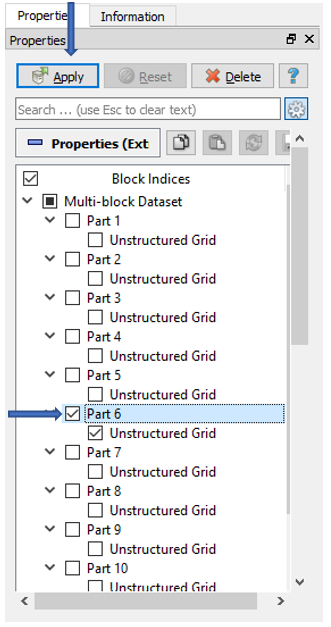 Properties Information
Properties
Apply Reset Delete ?
Search ... (use Esc to clear text)
Properties (Ext
Block Indices
Multi-block Dataset
Part 1
Unstructured Grid
Part 2
Unstructured Grid
Part 3
Unstructured Grid
Part 4
Unstructured Grid
Part 5
Unstructured Grid
Part 6
Unstructured Grid
Part 7
Unstructured Grid
Part 8
Unstructured Grid
Part 9
Unstructured Grid
Part 10
Unstructured Grid